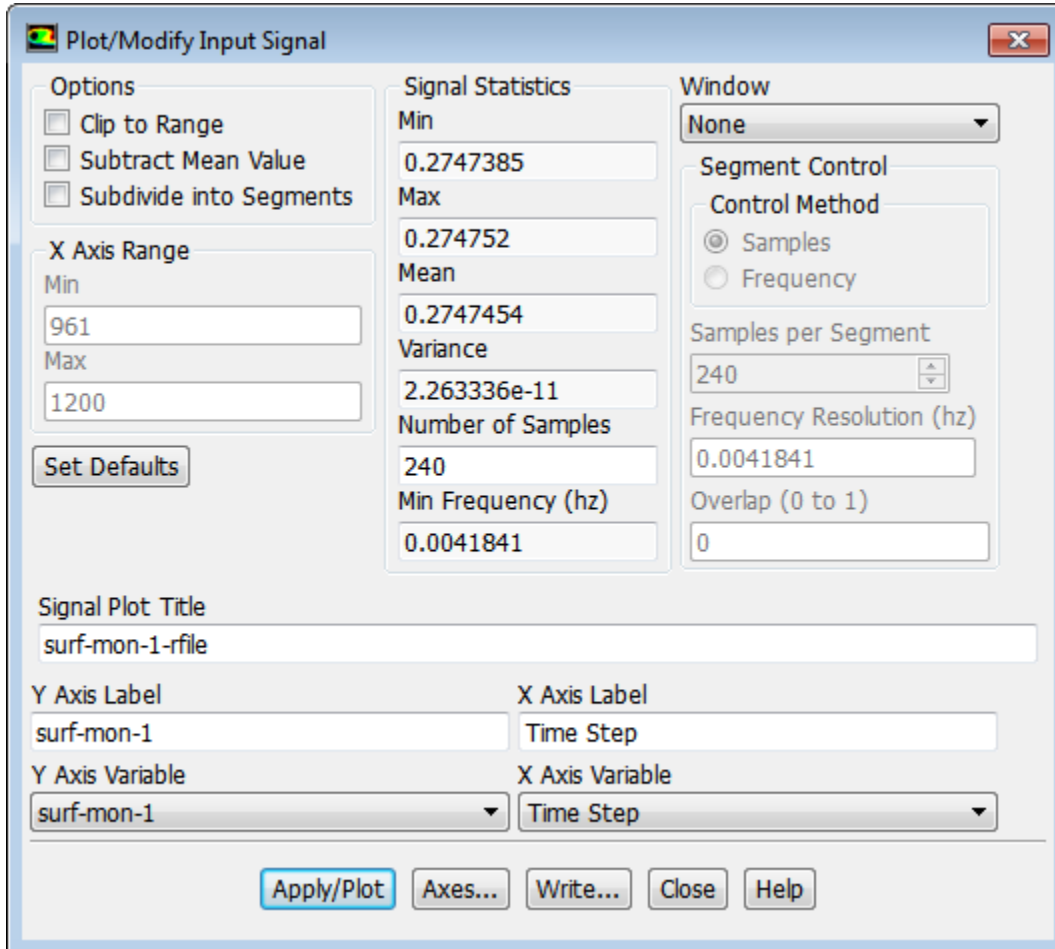 Plot/Modify Input Signal
Options
Clip to Range
Subtract Mean Value
Subdivide into Segments
X Axis Range
Min
961
Max
1200
Set Defaults
Signal Statistics
Min
0.2747385
Max
0.274752
Mean
0.2747454
Variance
2.263336e-11
Number of Samples
240
Min Frequency (hz)
0.0041841
Window
None
Segment Control
Control Method
Samples
Frequency
Samples per Segment
240
Frequency Resolution (hz)
0.0041841
Overlap (0 to 1)
0
Signal Plot Title
surf-mon-1-rfile
Y Axis Label
surf-mon-1
X Axis Label
Time Step
Y Axis Variable
surf-mon-1
X Axis Variable
Time Step
Apply/Plot
Axes...
Write...
Close
Help